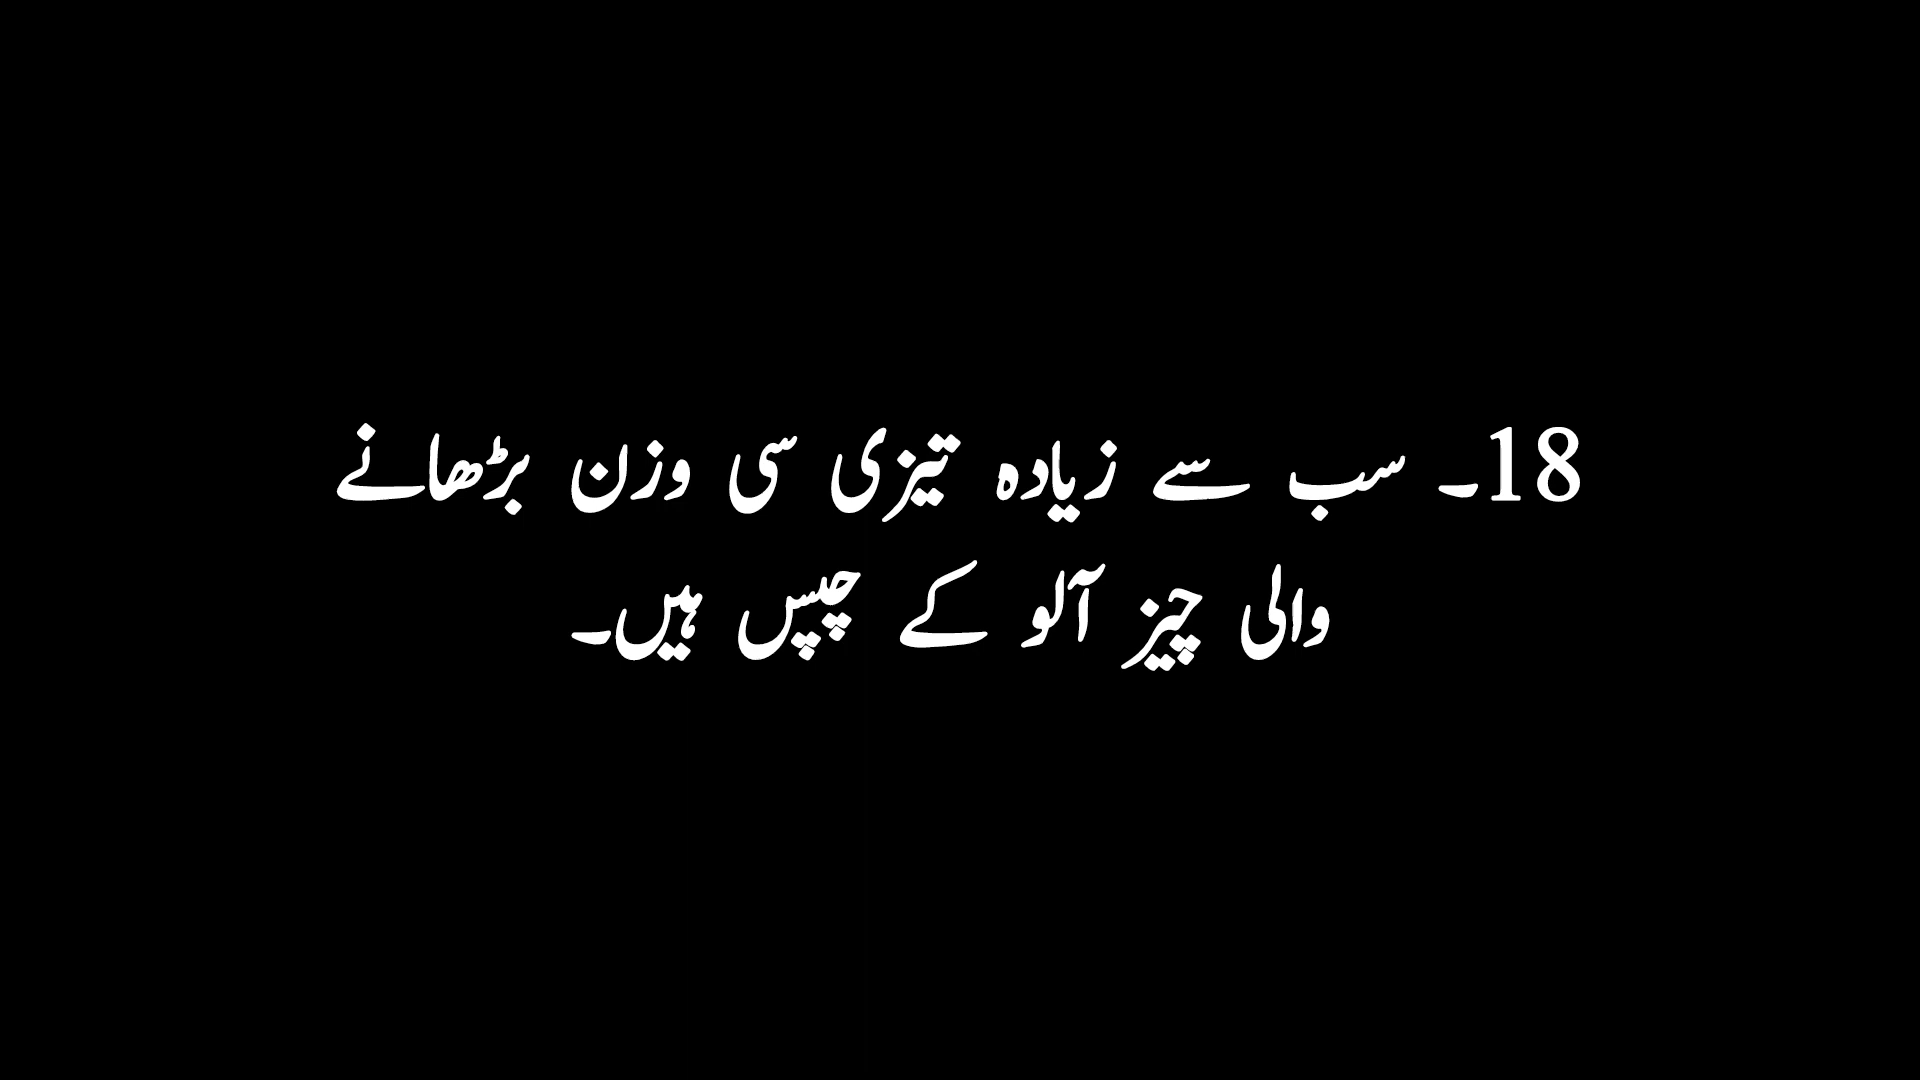 18۔ سب سے زیادہ تیزی سی وزن بڑھانے
والی چیز آلو کے چپس ہیں۔